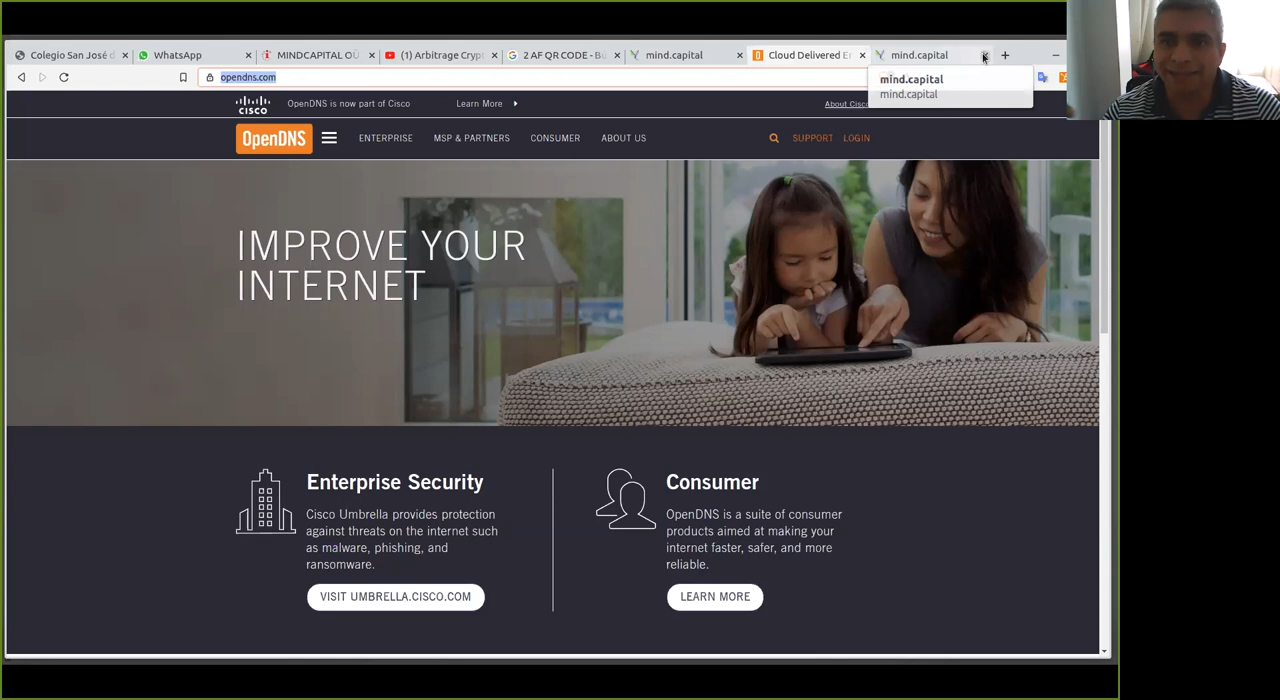 Colegio San José d
WhatsApp
MINDCAPITAL OÜ
(1) Arbitrage Cryp
2 AF QR CODE - Bu
mind.capital
Cloud Delivered En
mind.capital
opendns.com
mind.capital
mind.capital
CISCO
OpenDNS is now part of Cisco
Learn More
About Cisco
OpenDNS
ENTERPRISE
MSP & PARTNERS
CONSUMER
ABOUT US
SUPPORT
LOGIN
IMPROVE YOUR
INTERNET
Enterprise Security
Cisco Umbrella provides protection
against threats on the internet such
as malware, phishing, and
ransomware.
VISIT UMBRELLA.CISCO.COM
Consumer
OpenDNS is a suite of consumer
products aimed at making your
internet faster, safer, and more
reliable.
LEARN MORE